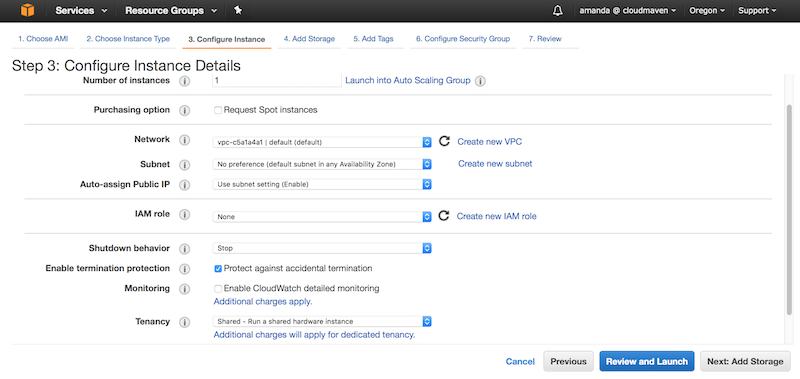 Services Resource Groups amanda @ cloudmaven Oregon Support
1. Choose AMI 2. Choose Instance Type 3. Configure Instance 4. Add Storage 5. Add Tags 6. Configure Security Group 7. Review
Step 3: Configure Instance Details
Number of instances i 1 Launch into Auto Scaling Group i
Purchasing option i Request Spot instances
Network i vpc-c5a1a4a1 | default (default) Create new VPC
Subnet i No preference (default subnet in any Availability Zone) Create new subnet
Auto-assign Public IP i Use subnet setting (Enable)
IAM role i None Create new IAM role
Shutdown behavior i Stop
Enable termination protection i Protect against accidental termination
Monitoring i Enable CloudWatch detailed monitoring
Additional charges apply.
Tenancy i Shared - Run a shared hardware instance
Additional charges will apply for dedicated tenancy.
Cancel Previous Review and Launch Next: Add Storage